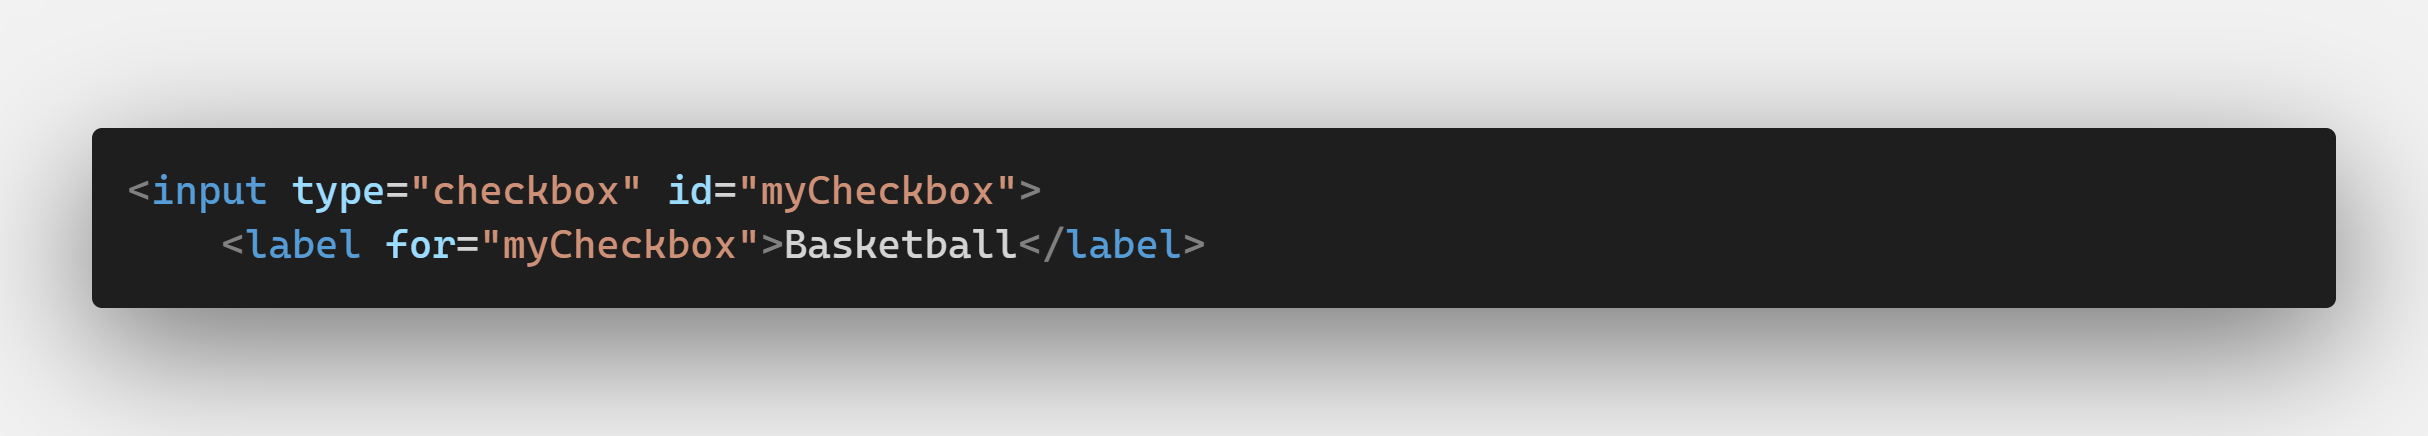 <input type="checkbox" id="myCheckbox">
    <label for="myCheckbox">Basketball</label>